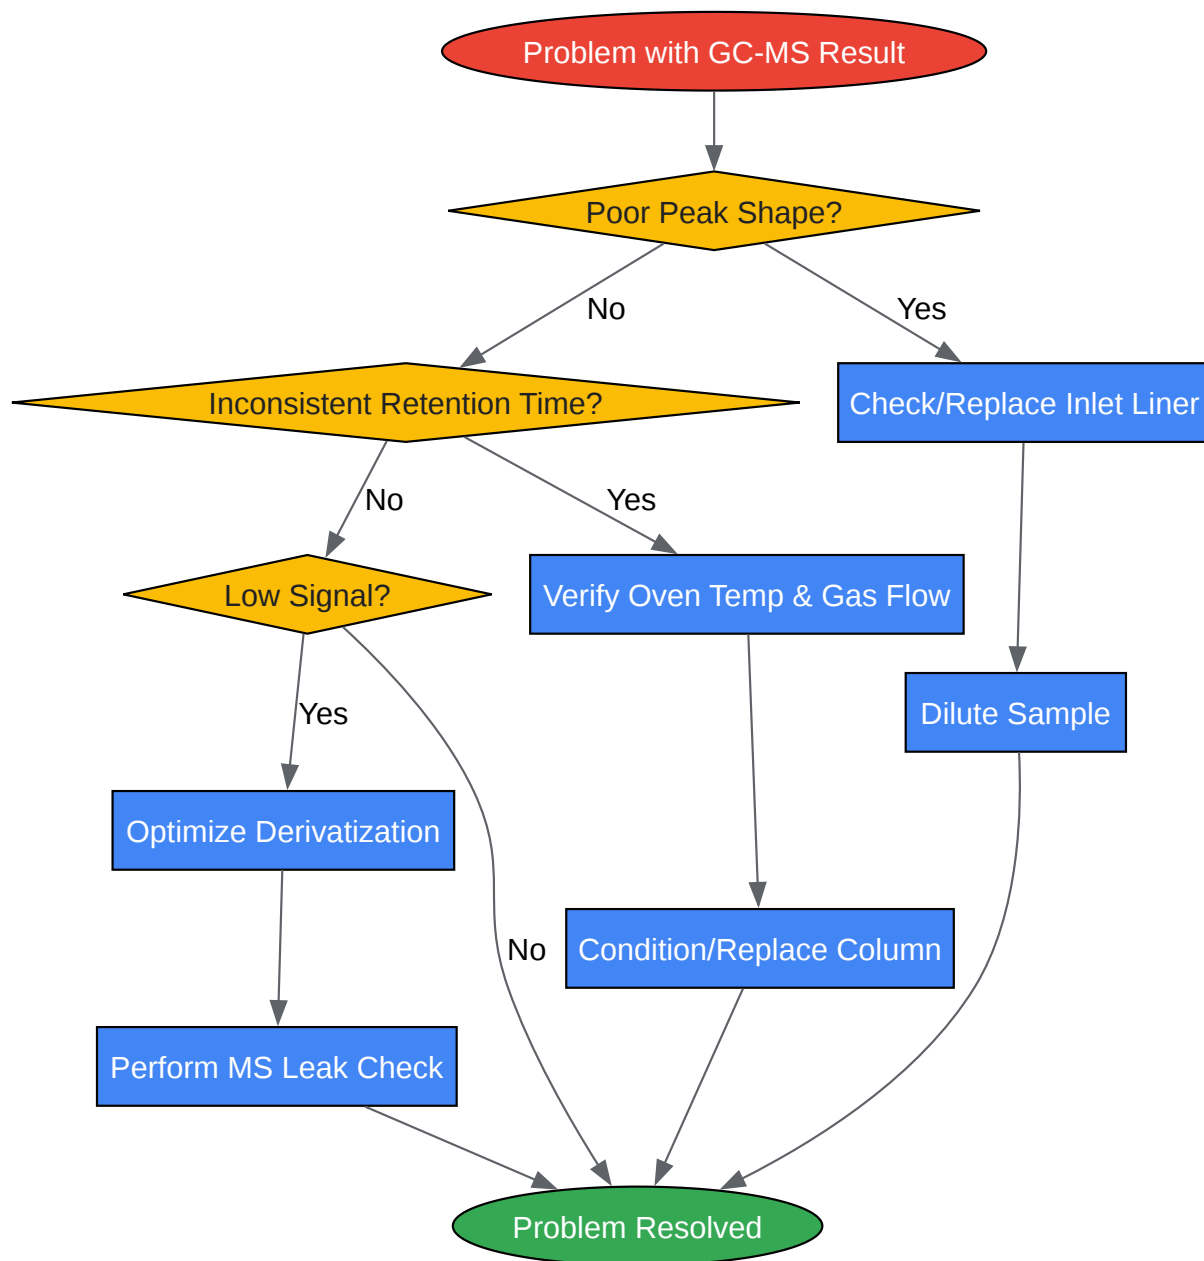 Problem with GC-MS Result
Poor Peak Shape?
No
Yes
Inconsistent Retention Time?
Check/Replace Inlet Liner
No
Yes
Low Signal?
Verify Oven Temp & Gas Flow
Yes
Dilute Sample
Optimize Derivatization
No
Condition/Replace Column
Perform MS Leak Check
Problem Resolved